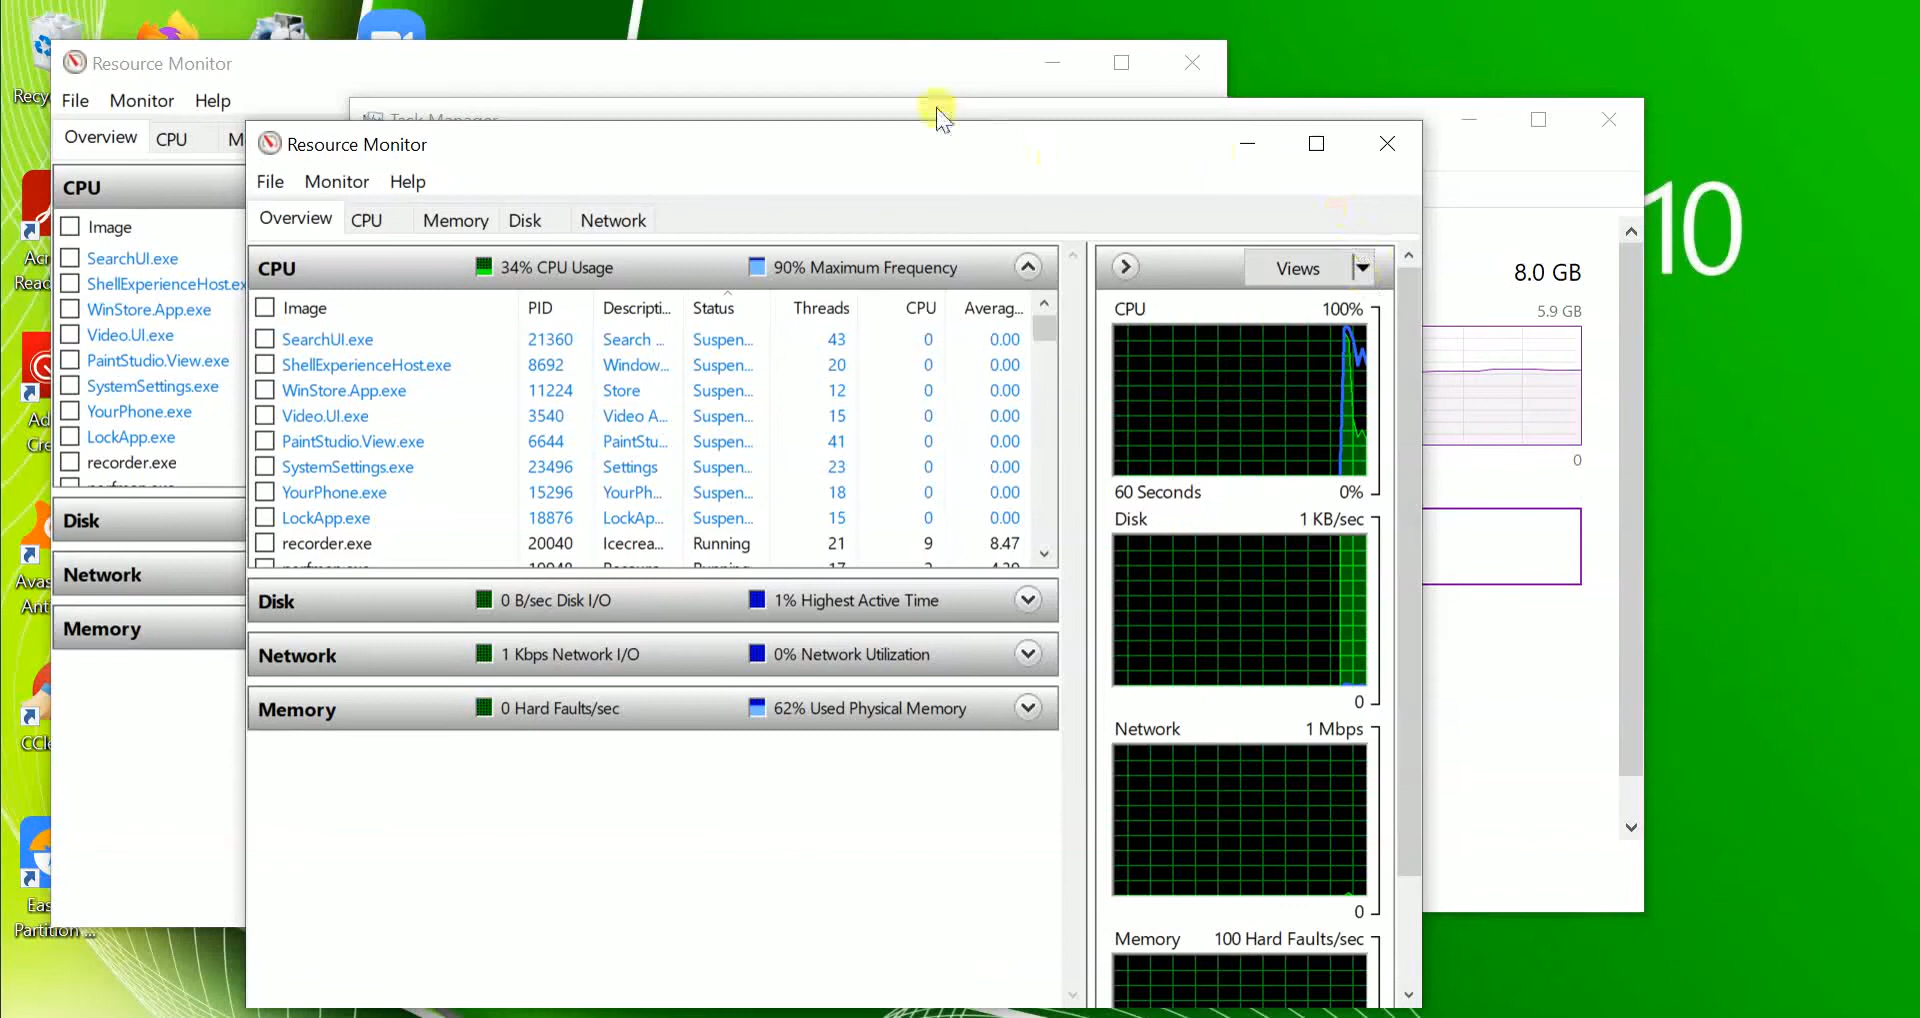 Resource Monitor
File Monitor Help
Overview CPU
CPU
Image
SearchUI.exe
ShellExperienceHost.ex
WinStore.App.exe
Video.UI.exe
PaintStudio.View.exe
SystemSettings.exe
YourPhone.exe
LockApp.exe
recorder.exe
Disk
Network
Memory
Task Manager
Resource Monitor
File Monitor Help
Overview CPU Memory Disk Network
CPU 34% CPU Usage 90% Maximum Frequency
Image PID Descripti... Status Threads CPU Averag...
SearchUI.exe 21360 Search ... Suspen... 43 0 0.00
ShellExperienceHost.exe 8692 Window... Suspen... 20 0 0.00
WinStore.App.exe 11224 Store Suspen... 12 0 0.00
Video.UI.exe 3540 Video A... Suspen... 15 0 0.00
PaintStudio.View.exe 6644 PaintStu... Suspen... 41 0 0.00
SystemSettings.exe 23496 Settings Suspen... 23 0 0.00
YourPhone.exe 15296 YourPh... Suspen... 18 0 0.00
LockApp.exe 18876 LockAp... Suspen... 15 0 0.00
recorder.exe 20040 Icecrea... Running 21 9 8.47
Disk 0 B/sec Disk I/O 1% Highest Active Time
Network 1 Kbps Network I/O 0% Network Utilization
Memory 0 Hard Faults/sec 62% Used Physical Memory
Views
CPU 100%
60 Seconds 0%
Disk 1 KB/sec
0
Network 1 Mbps
0
Memory 100 Hard Faults/sec
8.0 GB
5.9 GB
0
10
Partition ...